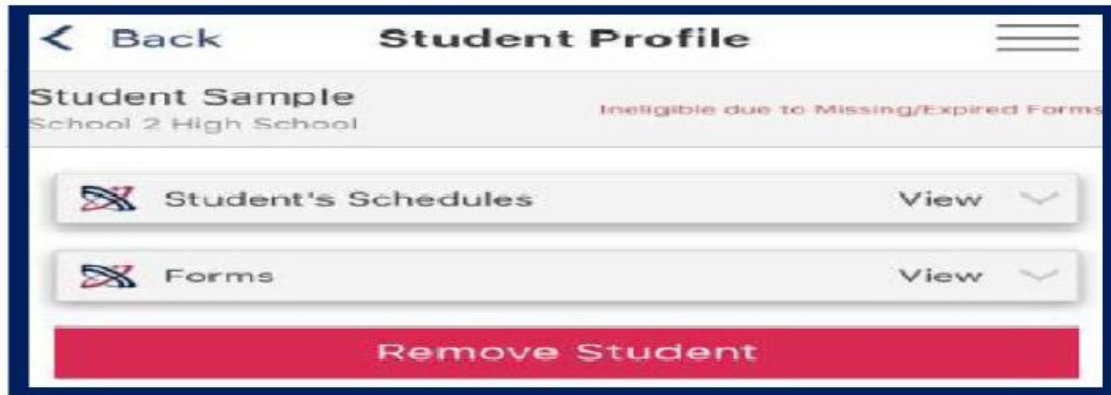 Back Student Profile
Student Sample
School 2 High School
Ineligible due to Missing/Expired Forms
Student's Schedules View
Forms View
Remove Student